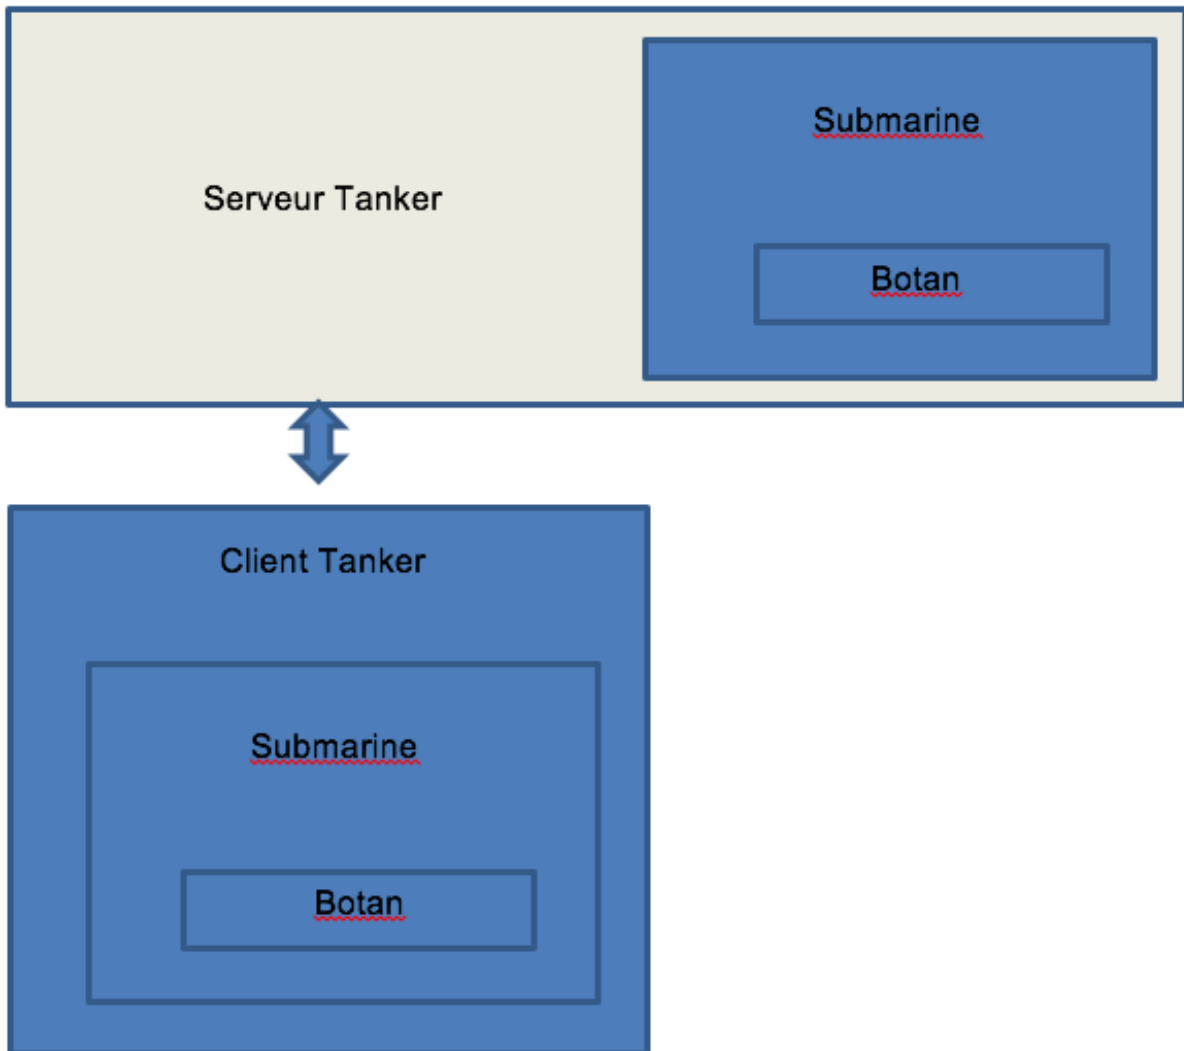 Submarine
Serveur Tanker
Botan
Client Tanker
Submarine
Botan